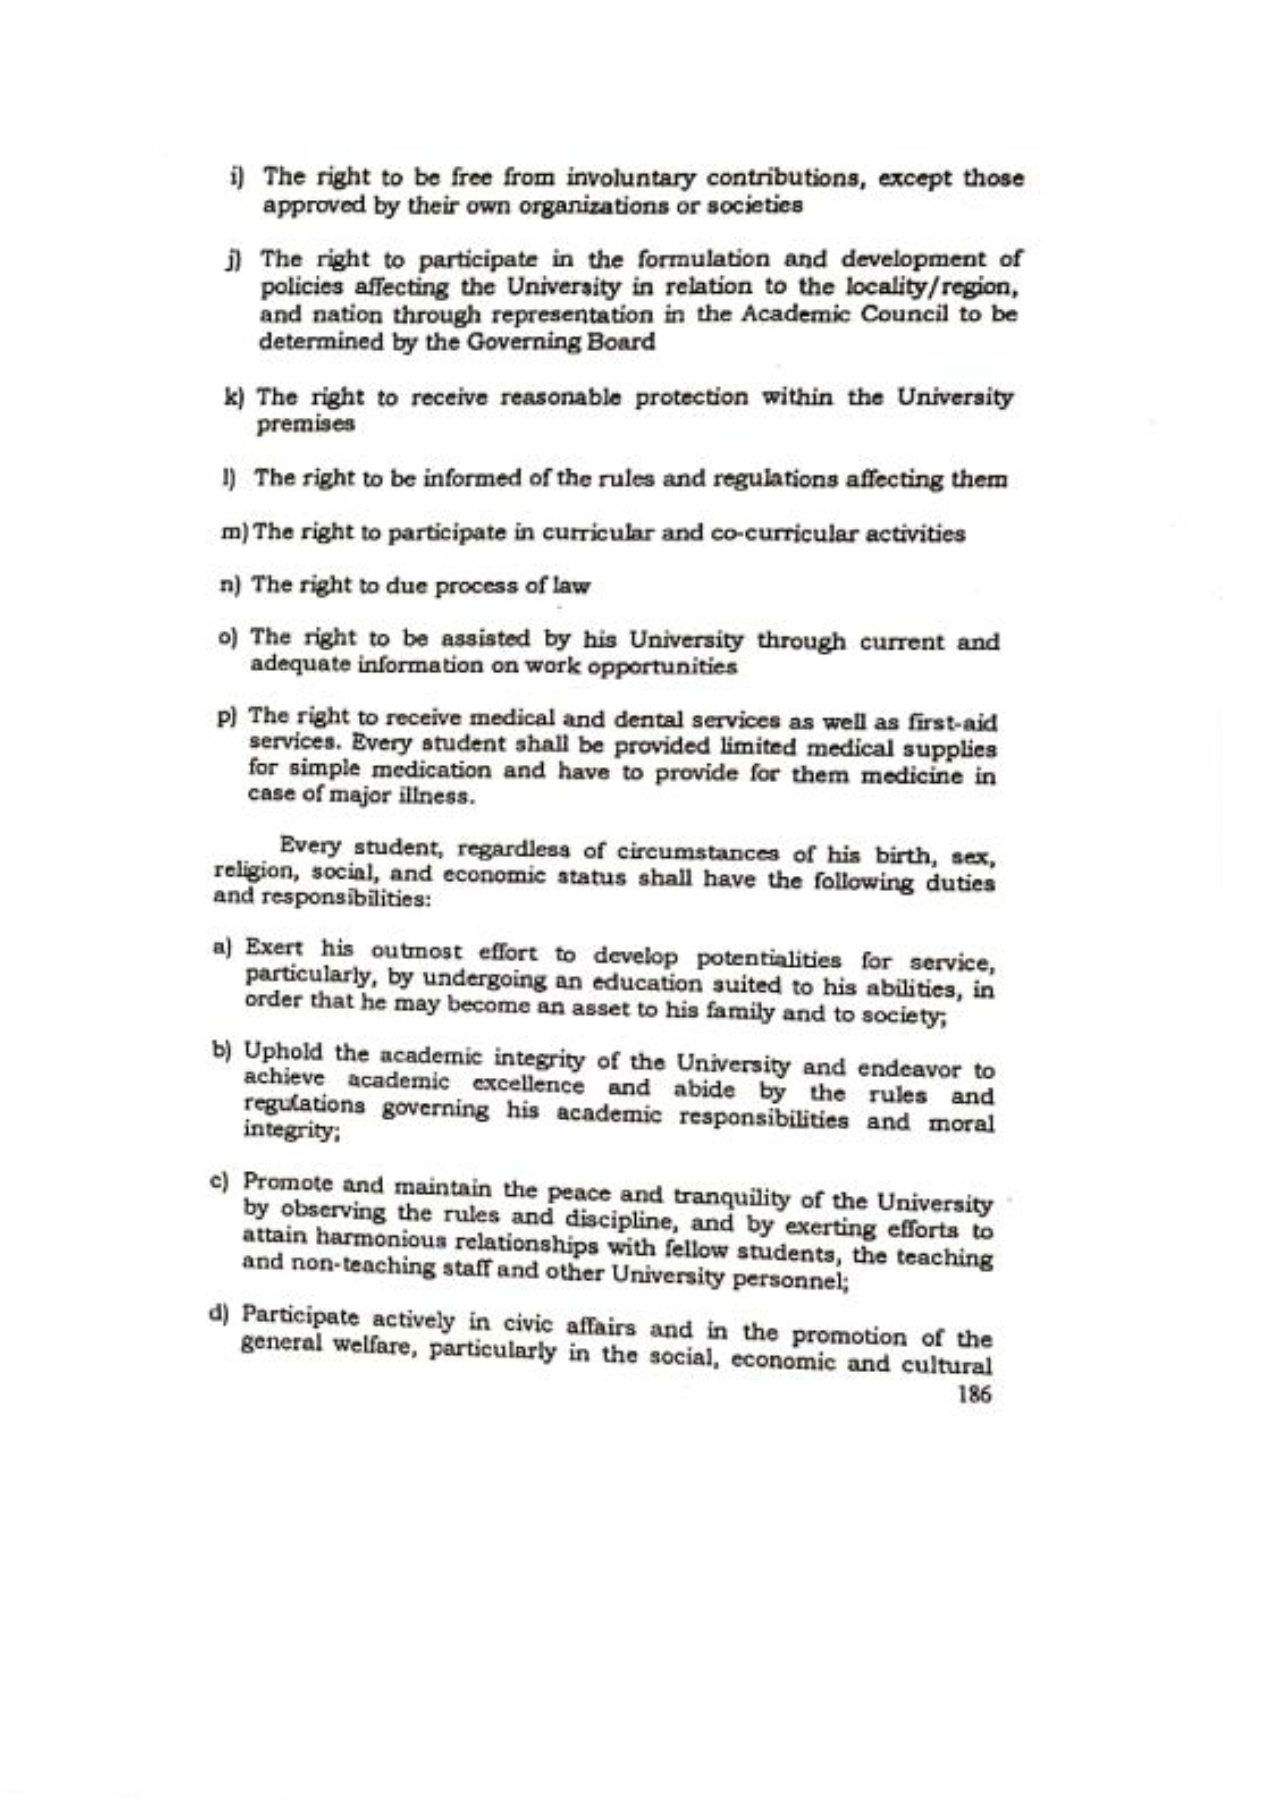 i) The right to be free from involuntary contributions, except those
approved by their own organizations or societies
j) The right to participate in the formulation and development of
policies affecting the University in relation to the locality/region,
and nation through representation in the Academic Council to be
determined by the Governing Board
k) The right to receive reasonable protection within the University
premises
l) The right to be informed of the rules and regulations affecting them
m) The right to participate in curricular and co-curricular activities
n) The right to due process of law
o) The right to be assisted by his University through current and
adequate information on work opportunities
p) The right to receive medical and dental services as well as first-aid
services. Every student shall be provided limited medical supplies
for simple medication and have to provide for them medicine in
case of major illness.
Every student, regardless of circumstances of his birth, sex,
religion, social, and economic status shall have the following duties
and responsibilities:
a) Exert his outmost effort to develop potentialities for service,
particularly, by undergoing an education suited to his abilities, in
order that he may become an asset to his family and to society;
b) Uphold the academic integrity of the University and endeavor to
achieve academic excellence and abide by the rules and
regulations governing his academic responsibilities and moral
integrity;
c) Promote and maintain the peace and tranquility of the University
by observing the rules and discipline, and by exerting efforts to
attain harmonious relationships with fellow students, the teaching
and non-teaching staff and other University personnel;
d) Participate actively in civic affairs and in the promotion of the
general welfare, particularly in the social, economic and cultural
186